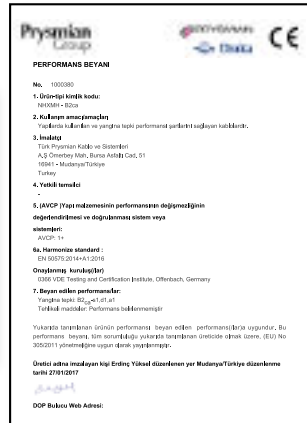 Prysmian
Group
Draka
CE
PERFORMANS BEYANI
No. 1000380
1- Ürün-tipi kimlik kodu:
NHXMH - B2ca
2. Kullanım amaç/amaçları
Yapılarda kullanılan ve yangına tepki performansi şartlarini saglayan kablolardır.
3. İmalatçı
Türk Prysmian Kablo ve Sistemleri
A.Ş Ömerbey Mah, Bursa Asfaltı Cad, 51
16941 - Mudanya/Türkiye
Turkey
4. Yetkili temsilci
-
5. (AVCP )Yapı malzemesinin performansının değişmezliğinin
değerlendirilmesi ve doğrulanması sistem veya
sistemleri:
AVCP: 1+
6a. Harmonize standard :
EN 50575:2014+A1:2016
Onaylanmış kuruluş(lar)
0366 VDE Testing and Certification Institute, Offenbach, Germany
7. Beyan edilen performans/lar:
Yangina tepki: B2ca-s1,d1,a1
Tehlikeli maddeler: Performans belirlenmemiştir
Yukarıda tanımlanan ürünün performansı beyan edilen performans(lar)a uygundur. Bu
performans beyanı, tüm sorumluluğu yukarıda tanımlanan üreticide olmak üzere, (EU) No
305/2011 yönetmeliğine uygun olarak yayınlanmıştır.
Üretici adına imzalayan kişi Erdinç Yüksel düzenlenen yer Mudanya/Türkiye düzenlenme
tarihi 27/01/2017
DOP Bulucu Web Adresi: